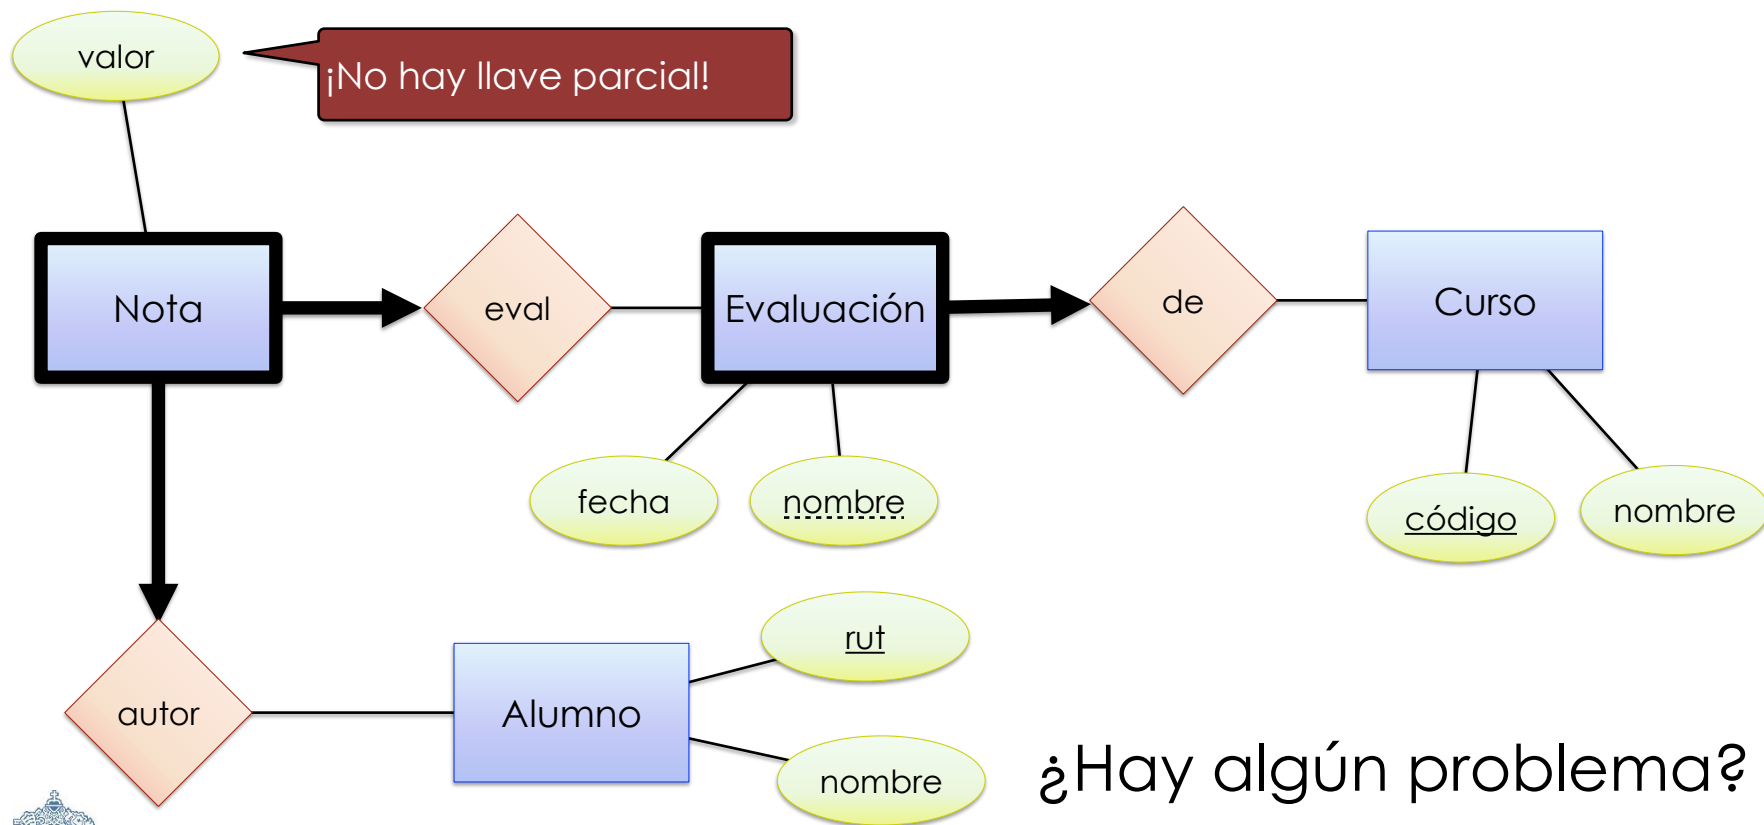 valor
¡No hay llave parcial!
Nota
eval
Evaluación
de
Curso
fecha
nombre
código
nombre
rut
autor
Alumno
nombre
¿Hay algún problema?